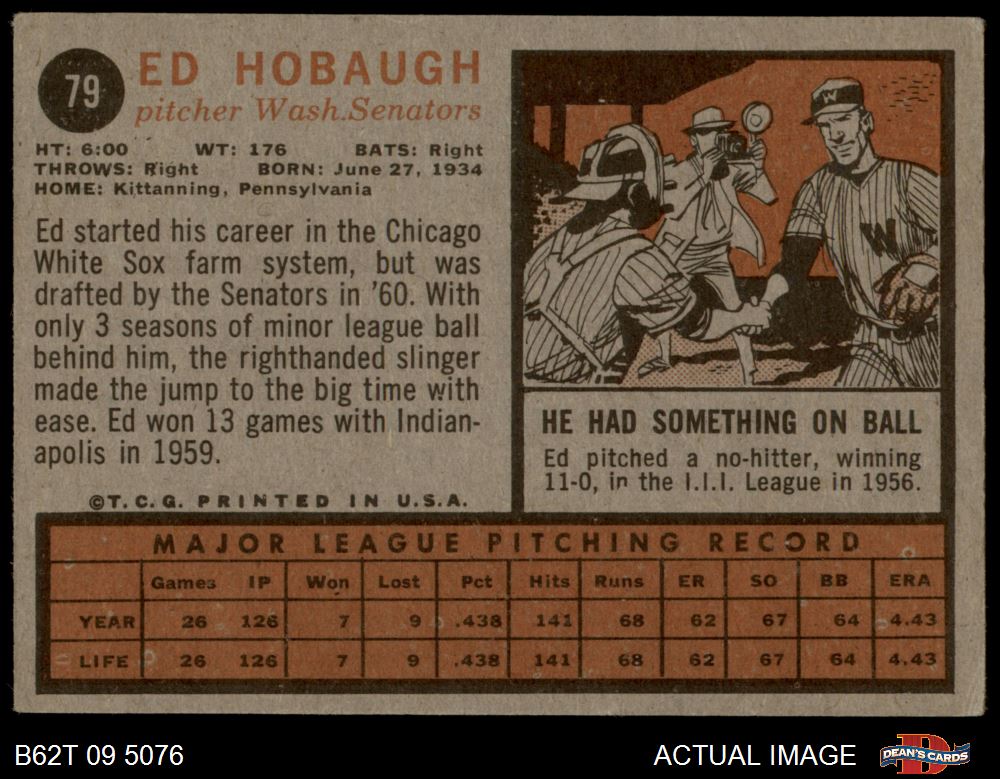 79
ED HOBAUGH
pitcher Wash. Senators
HT: 6:00 WT: 176 BATS: Right
THROWS: Right BORN: June 27, 1934
HOME: Kittanning, Pennsylvania
Ed started his career in the Chicago
White Sox farm system, but was
drafted by the Senators in '60. With
only 3 seasons of minor league ball
behind him, the righthanded slinger
made the jump to the big time with
ease. Ed won 13 games with Indian-
apolis in 1959.
©T.C.G. PRINTED IN U.S.A.
W
W
HE HAD SOMETHING ON BALL
Ed pitched a no-hitter, winning
11-0, in the I.I.I. League in 1956.
MAJOR LEAGUE PITCHING RECORD
Games IP Won Lost Pct Hits Runs ER SO BB ERA
YEAR 26 126 7 9 .438 141 68 62 67 64 4.43
LIFE 26 126 7 9 .438 141 68 62 67 64 4.43
B62T 09 5076 ACTUAL IMAGE D DEAN'S CARDS